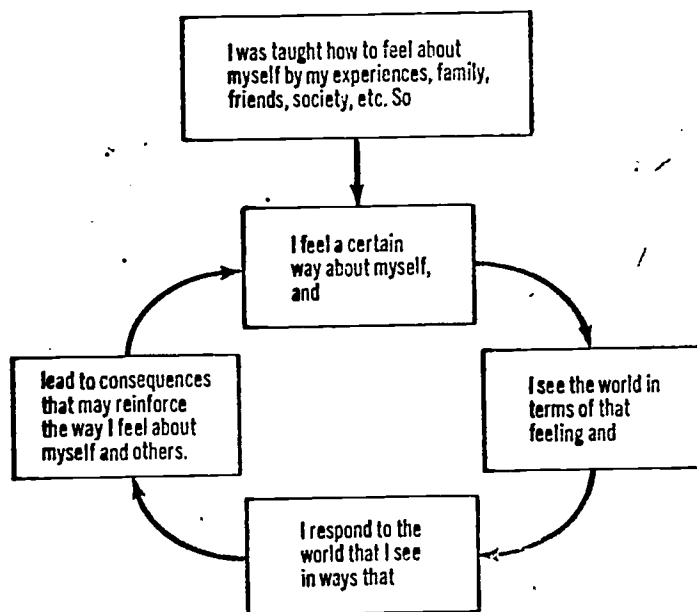 I was taught how to feel about
myself by my experiences, family,
friends, society, etc. So
I feel a certain
way about myself,
and
I see the world in
terms of that
feeling and
I respond to the
world that I see
in ways that
lead to consequences
that may reinforce
the way I feel about
myself and others.